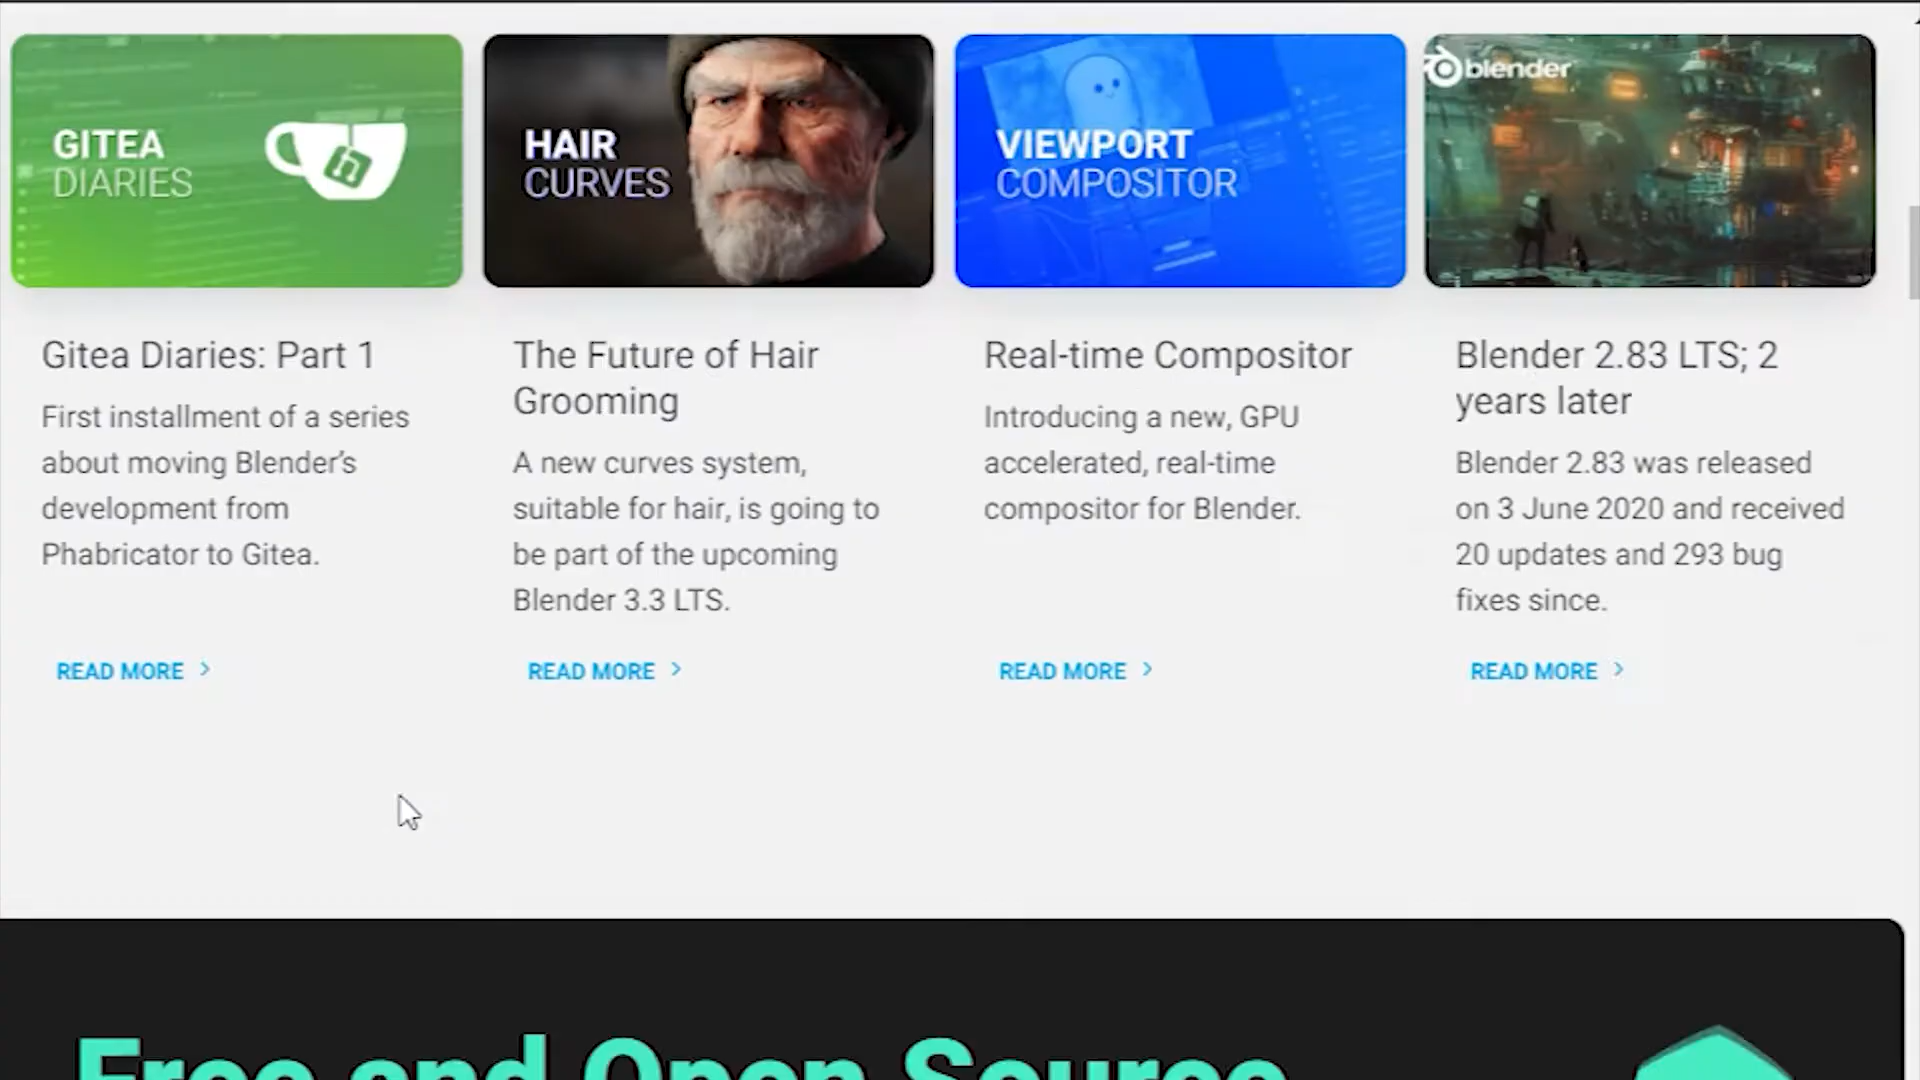 GITEA
DIARIES
Gitea Diaries: Part 1
First installment of a series
about moving Blender’s
development from
Phabricator to Gitea.
READ MORE
HAIR
CURVES
The Future of Hair
Grooming
A new curves system,
suitable for hair, is going to
be part of the upcoming
Blender 3.3 LTS.
READ MORE
VIEWPORT
COMPOSITOR
Real-time Compositor
Introducing a new, GPU
accelerated, real-time
compositor for Blender.
READ MORE
blender
Blender 2.83 LTS; 2
years later
Blender 2.83 was released
on 3 June 2020 and received
20 updates and 293 bug
fixes since.
READ MORE
Free and Open Source